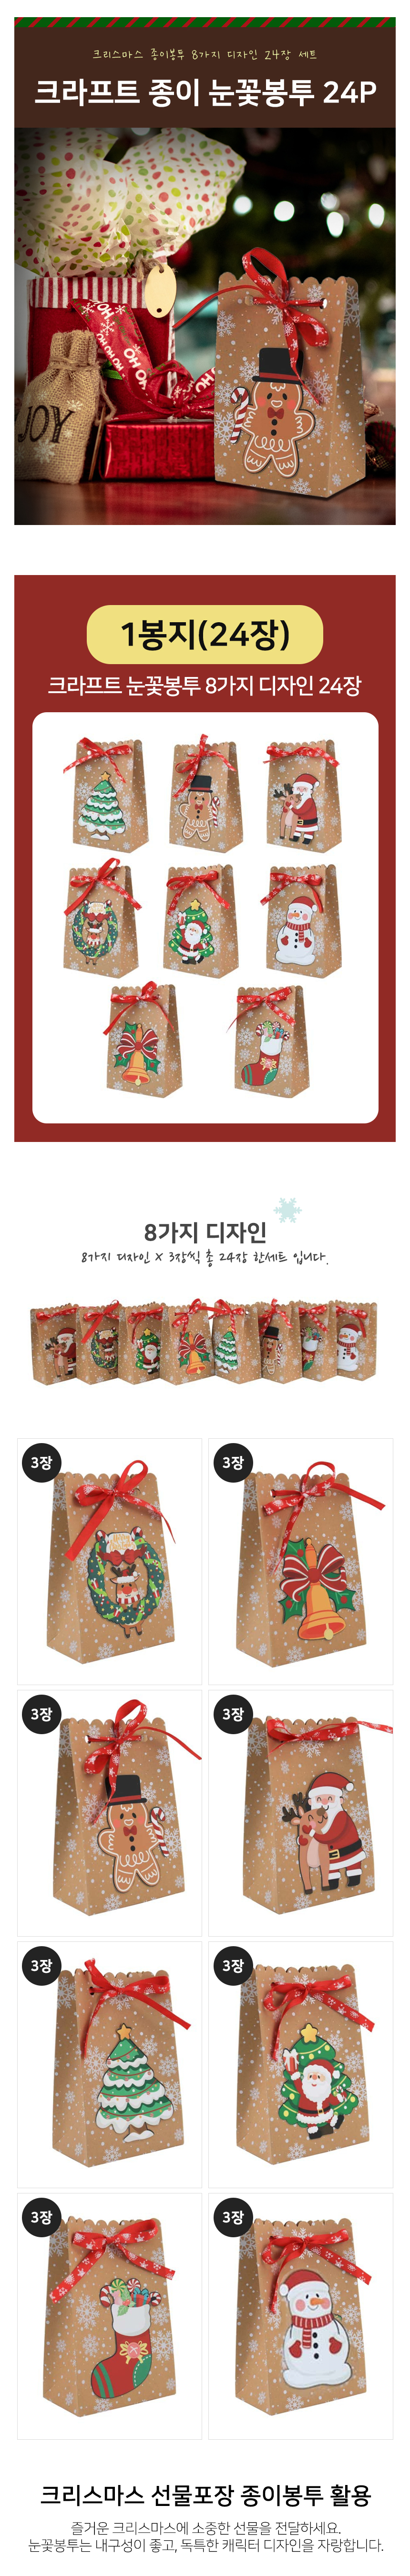 크리스마스 종이봉투 8가지 디자인 24장 세트
크라프트 종이 눈꽃봉투 24P
OH OH OH
OH OH
JOY
1봉지(24장)
크라프트 눈꽃봉투 8가지 디자인 24장
8가지 디자인
8가지 디자인 X 3장씩 총 24장 한세트 입니다.
3장
3장
3장
3장
3장
3장
3장
3장
크리스마스 선물포장 종이봉투 활용
즐거운 크리스마스에 소중한 선물을 전달하세요.
눈꽃봉투는 내구성이 좋고, 독특한 캐릭터 디자인을 자랑합니다.